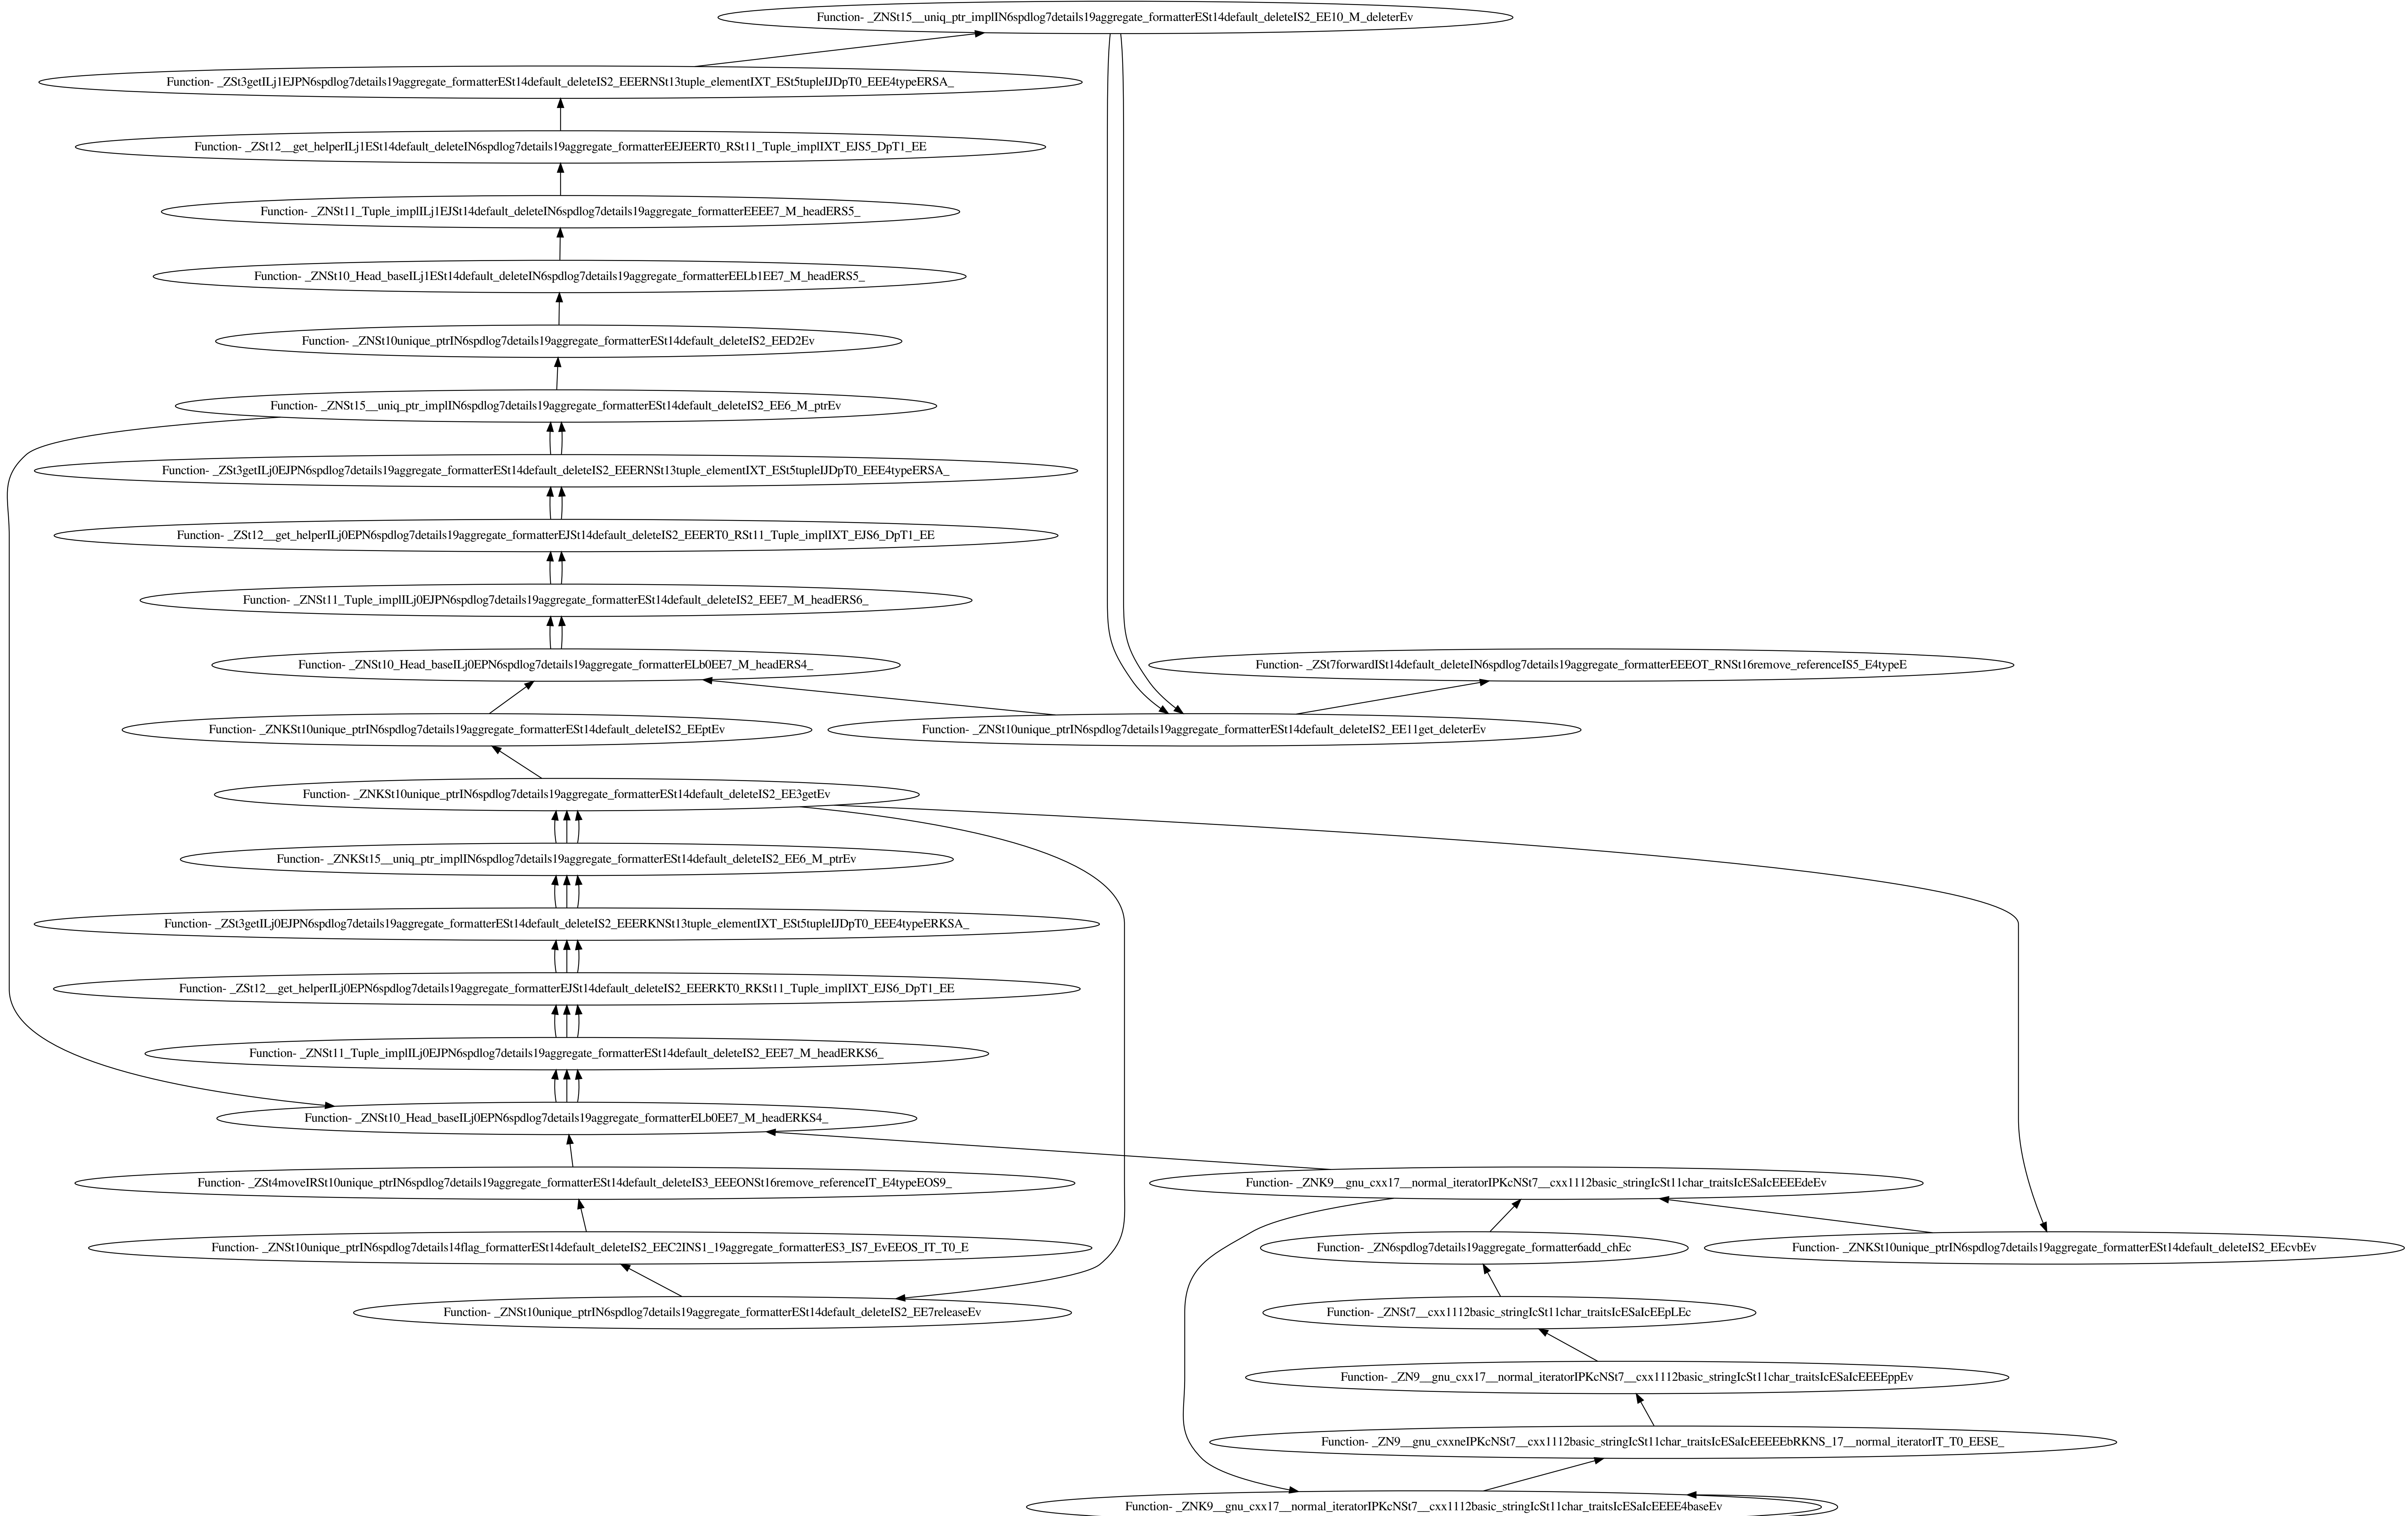 Function- _ZNSt15__uniq_ptr_implIN6spdlog7details19aggregate_formatterESt14default_deleteIS2_EE10_M_deleterEv
Function- _ZSt3getILj1EJPN6spdlog7details19aggregate_formatterESt14default_deleteIS2_EEERNSt13tuple_elementIXT_ESt5tupleIJDpT0_EEE4typeERSA_
Function- _ZSt12__get_helperILj1ESt14default_deleteIN6spdlog7details19aggregate_formatterEEJEERT0_RSt11_Tuple_implIXT_EJS5_DpT1_EE
Function- _ZNSt11_Tuple_implILj1EJSt14default_deleteIN6spdlog7details19aggregate_formatterEEEE7_M_headERS5_
Function- _ZNSt10_Head_baseILj1ESt14default_deleteIN6spdlog7details19aggregate_formatterEELb1EE7_M_headERS5_
Function- _ZNSt10unique_ptrIN6spdlog7details19aggregate_formatterESt14default_deleteIS2_EED2Ev
Function- _ZNSt15__uniq_ptr_implIN6spdlog7details19aggregate_formatterESt14default_deleteIS2_EE6_M_ptrEv
Function- _ZSt3getILj0EJPN6spdlog7details19aggregate_formatterESt14default_deleteIS2_EEERNSt13tuple_elementIXT_ESt5tupleIJDpT0_EEE4typeERSA_
Function- _ZSt12__get_helperILj0EPN6spdlog7details19aggregate_formatterEJSt14default_deleteIS2_EEERT0_RSt11_Tuple_implIXT_EJS6_DpT1_EE
Function- _ZNSt11_Tuple_implILj0EJPN6spdlog7details19aggregate_formatterESt14default_deleteIS2_EEE7_M_headERS6_
Function- _ZNSt10_Head_baseILj0EPN6spdlog7details19aggregate_formatterELb0EE7_M_headERS4_
Function- _ZSt7forwardISt14default_deleteIN6spdlog7details19aggregate_formatterEEEOT_RNSt16remove_referenceIS5_E4typeE
Function- _ZNKSt10unique_ptrIN6spdlog7details19aggregate_formatterESt14default_deleteIS2_EEptEv
Function- _ZNSt10unique_ptrIN6spdlog7details19aggregate_formatterESt14default_deleteIS2_EE11get_deleterEv
Function- _ZNKSt10unique_ptrIN6spdlog7details19aggregate_formatterESt14default_deleteIS2_EE3getEv
Function- _ZNKSt15__uniq_ptr_implIN6spdlog7details19aggregate_formatterESt14default_deleteIS2_EE6_M_ptrEv
Function- _ZSt3getILj0EJPN6spdlog7details19aggregate_formatterESt14default_deleteIS2_EEERKNSt13tuple_elementIXT_ESt5tupleIJDpT0_EEE4typeERKSA_
Function- _ZSt12__get_helperILj0EPN6spdlog7details19aggregate_formatterEJSt14default_deleteIS2_EEERKT0_RKSt11_Tuple_implIXT_EJS6_DpT1_EE
Function- _ZNSt11_Tuple_implILj0EJPN6spdlog7details19aggregate_formatterESt14default_deleteIS2_EEE7_M_headERKS6_
Function- _ZNSt10_Head_baseILj0EPN6spdlog7details19aggregate_formatterELb0EE7_M_headERKS4_
Function- _ZSt4moveIRSt10unique_ptrIN6spdlog7details19aggregate_formatterESt14default_deleteIS3_EEEONSt16remove_referenceIT_E4typeEOS9_
Function- _ZNK9__gnu_cxx17__normal_iteratorIPKcNSt7__cxx1112basic_stringIcSt11char_traitsIcESaIcEEEEdeEv
Function- _ZNSt10unique_ptrIN6spdlog7details14flag_formatterESt14default_deleteIS2_EEC2INS1_19aggregate_formatterES3_IS7_EvEEOS_IT_T0_E
Function- _ZN6spdlog7details19aggregate_formatter6add_chEc
Function- _ZNKSt10unique_ptrIN6spdlog7details19aggregate_formatterESt14default_deleteIS2_EEcvbEv
Function- _ZNSt10unique_ptrIN6spdlog7details19aggregate_formatterESt14default_deleteIS2_EE7releaseEv
Function- _ZNSt7__cxx1112basic_stringIcSt11char_traitsIcESaIcEEpLEc
Function- _ZN9__gnu_cxx17__normal_iteratorIPKcNSt7__cxx1112basic_stringIcSt11char_traitsIcESaIcEEEEppEv
Function- _ZN9__gnu_cxxneIPKcNSt7__cxx1112basic_stringIcSt11char_traitsIcESaIcEEEEEbRKNS_17__normal_iteratorIT_T0_EESE_
Function- _ZNK9__gnu_cxx17__normal_iteratorIPKcNSt7__cxx1112basic_stringIcSt11char_traitsIcESaIcEEEE4baseEv